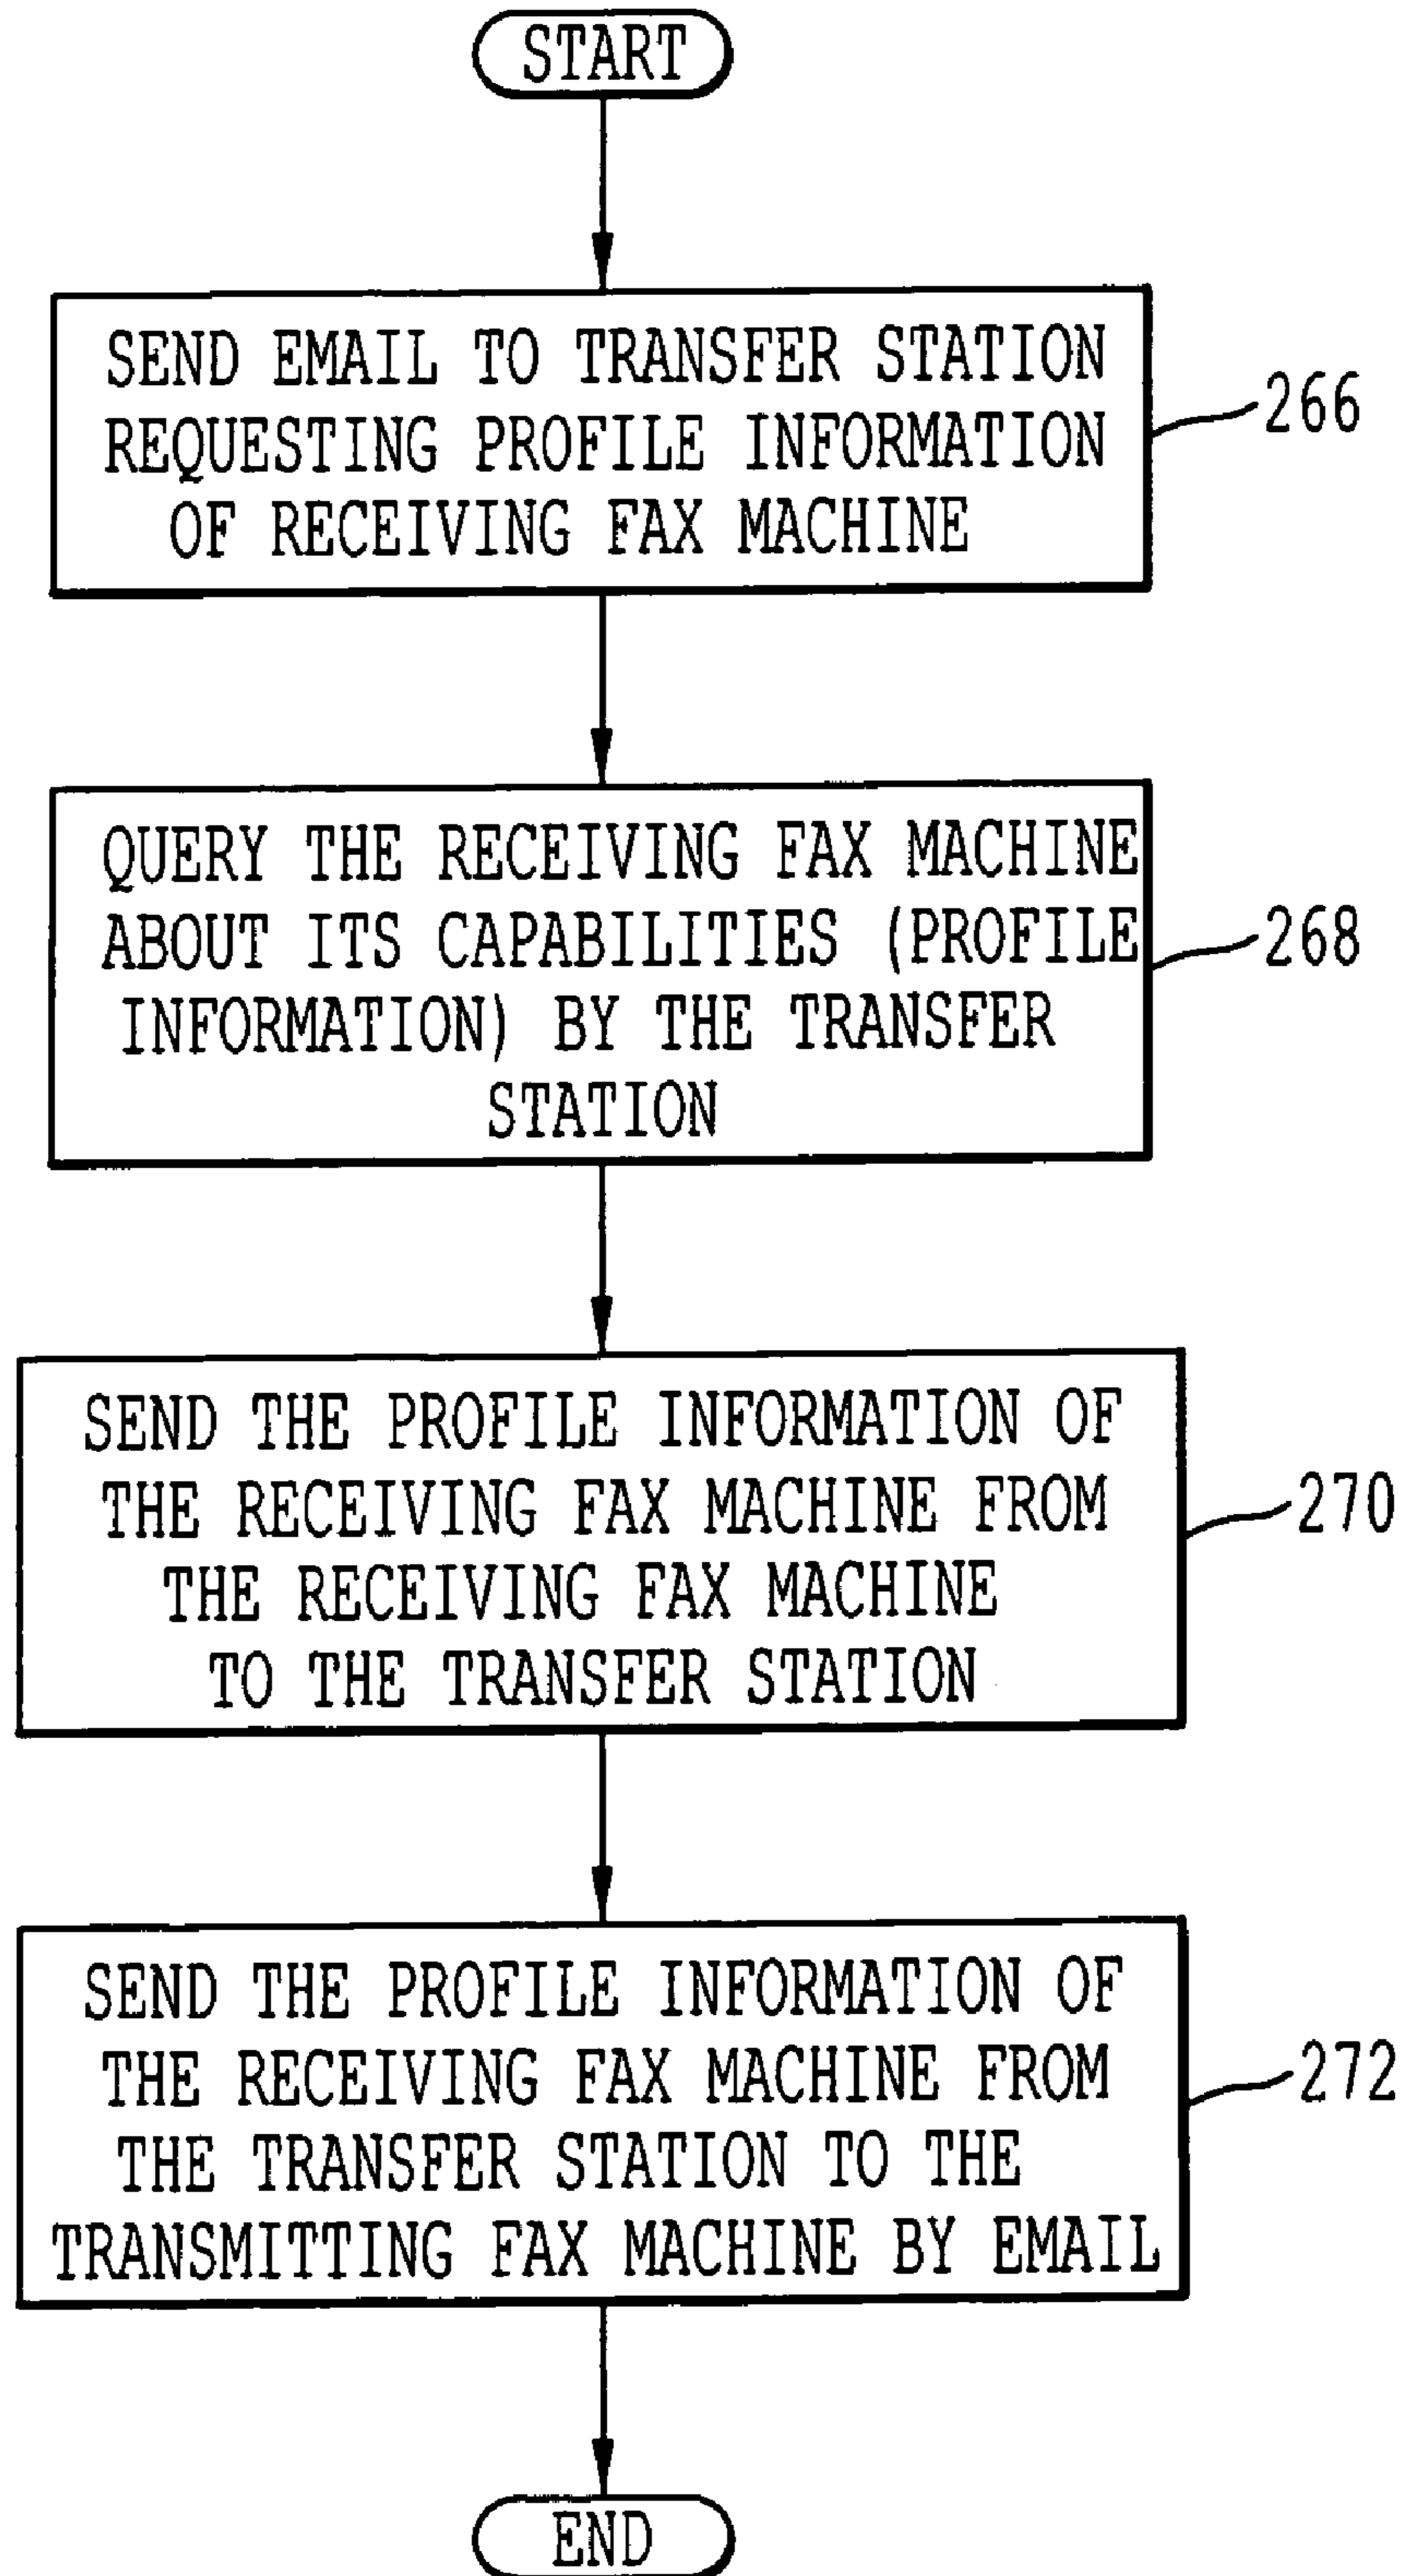 START
SEND EMAIL TO TRANSFER STATION
REQUESTING PROFILE INFORMATION
OF RECEIVING FAX MACHINE
266
QUERY THE RECEIVING FAX MACHINE
ABOUT ITS CAPABILITIES (PROFILE
INFORMATION) BY THE TRANSFER
STATION
268
SEND THE PROFILE INFORMATION OF
THE RECEIVING FAX MACHINE FROM
THE RECEIVING FAX MACHINE
TO THE TRANSFER STATION
270
SEND THE PROFILE INFORMATION OF
THE RECEIVING FAX MACHINE FROM
THE TRANSFER STATION TO THE
TRANSMITTING FAX MACHINE BY EMAIL
272
END